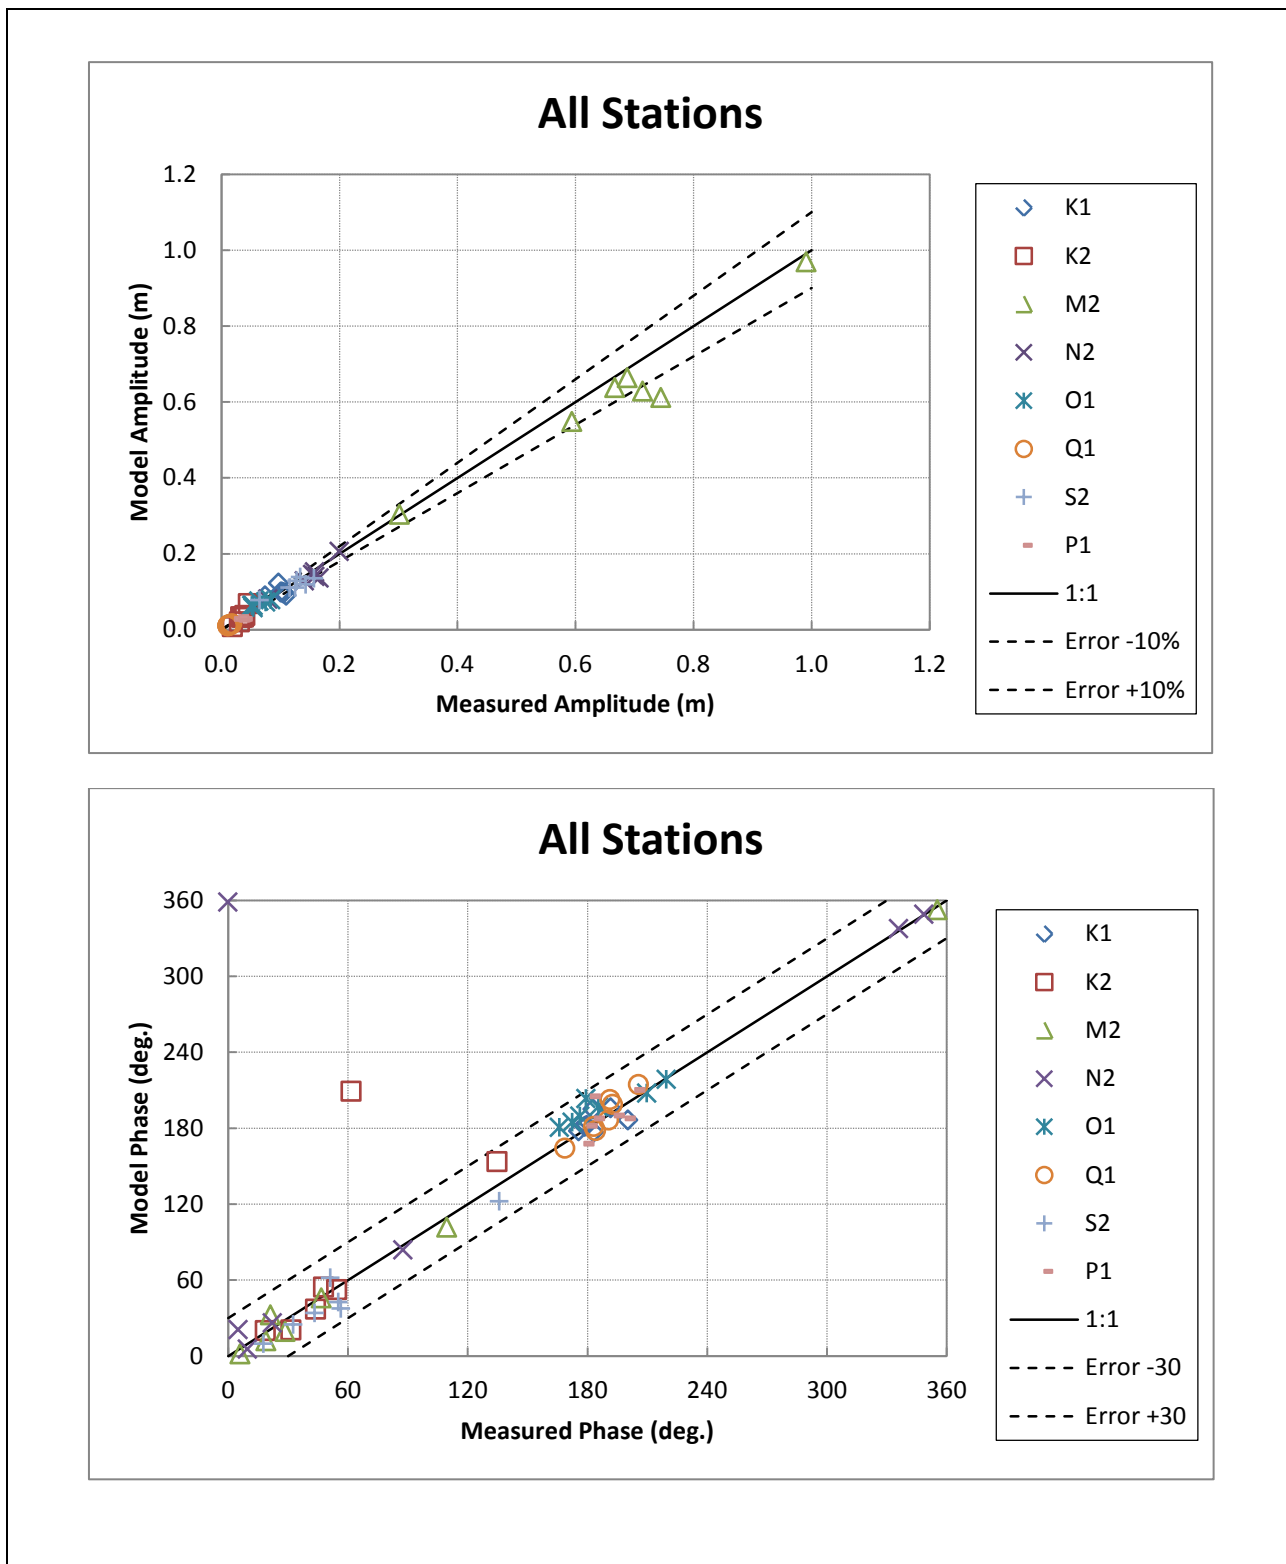 All Stations
1.2
1.0
0.8
0.6
0.4
0.2
0.0
0.0 0.2 0.4 0.6 0.8 1.0 1.2
Model Amplitude (m)
Measured Amplitude (m)
K1
K2
M2
N2
O1
Q1
S2
P1
1:1
Error -10%
Error +10%
All Stations
360
300
240
180
120
60
0
0 60 120 180 240 300 360
Model Phase (deg.)
Measured Phase (deg.)
K1
K2
M2
N2
O1
Q1
S2
P1
1:1
Error -30
Error +30